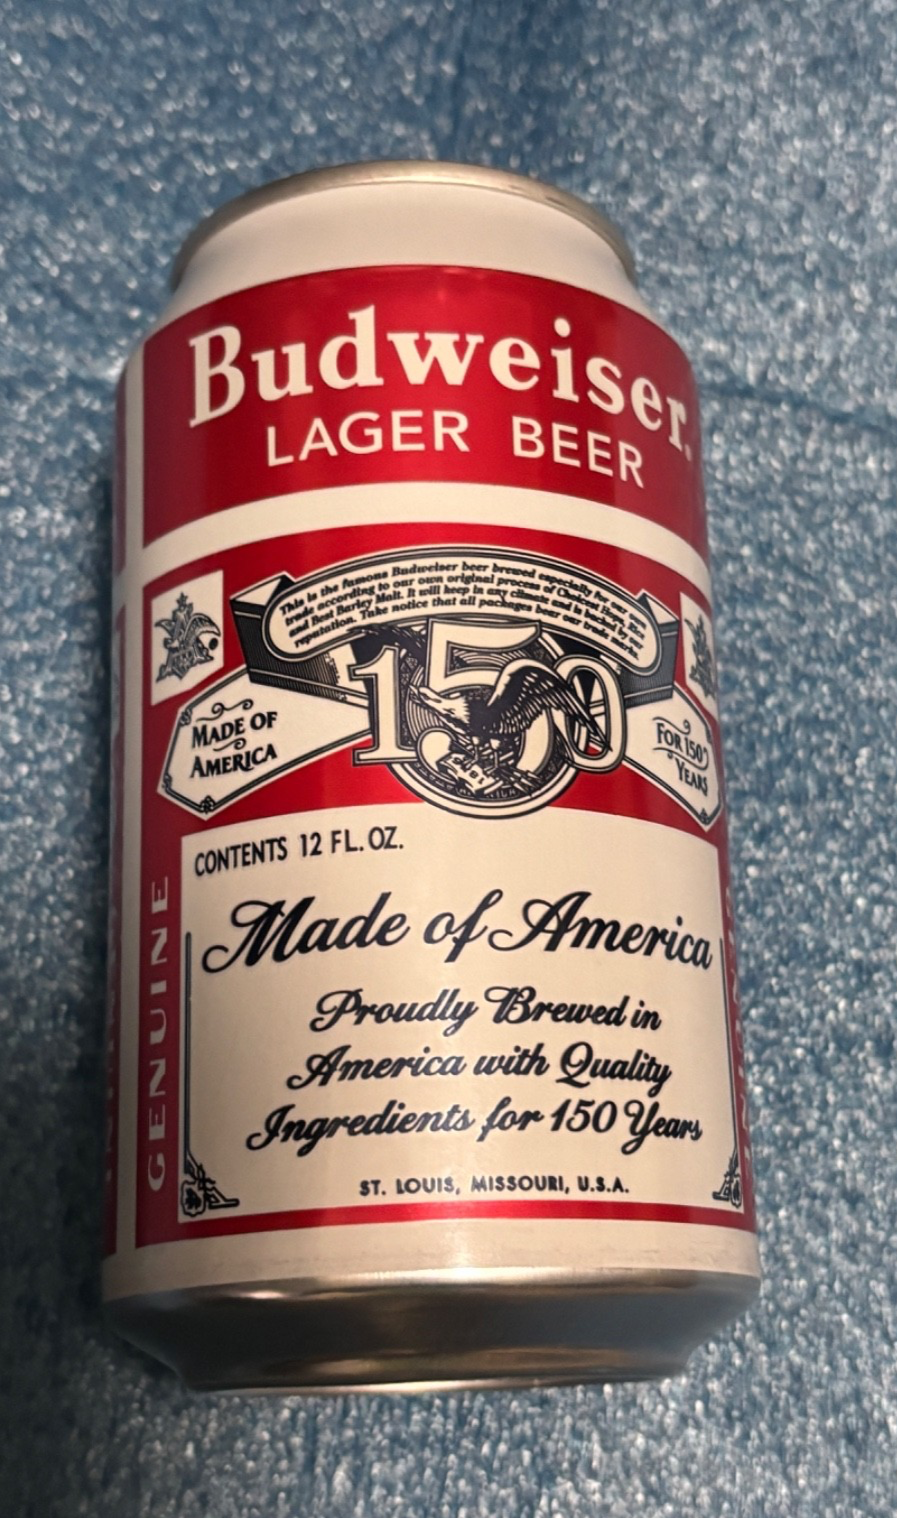 Budweiser.
LAGER BEER
This is the famous Budweiser beer brewed especially for our
trade according to our own original process of Choicest Hops, Rice
and Best Barley Malt. It will keep in any climate and is backed by our
reputation. Take notice that all packages bear our trade
150
MADE OF
AMERICA
FOR 150
YEARS
CONTENTS 12 FL. OZ.
Made of America
Proudly Brewed in
America with Quality
Ingredients for 150 Years
ST. LOUIS, MISSOURI, U.S.A.
GENUINE